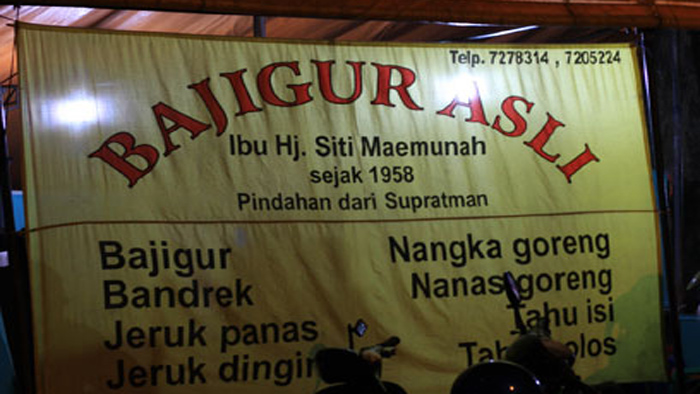 Telp. 7278314 , 7205224
BAJIGUR ASLI
Ibu Hj. Siti Maemunah
sejak 1958
Pindahan dari Supratman
Bajigur
Bandrek
Jeruk panas
Jeruk dingin
Nangka goreng
Nanas goreng
Tahu isi